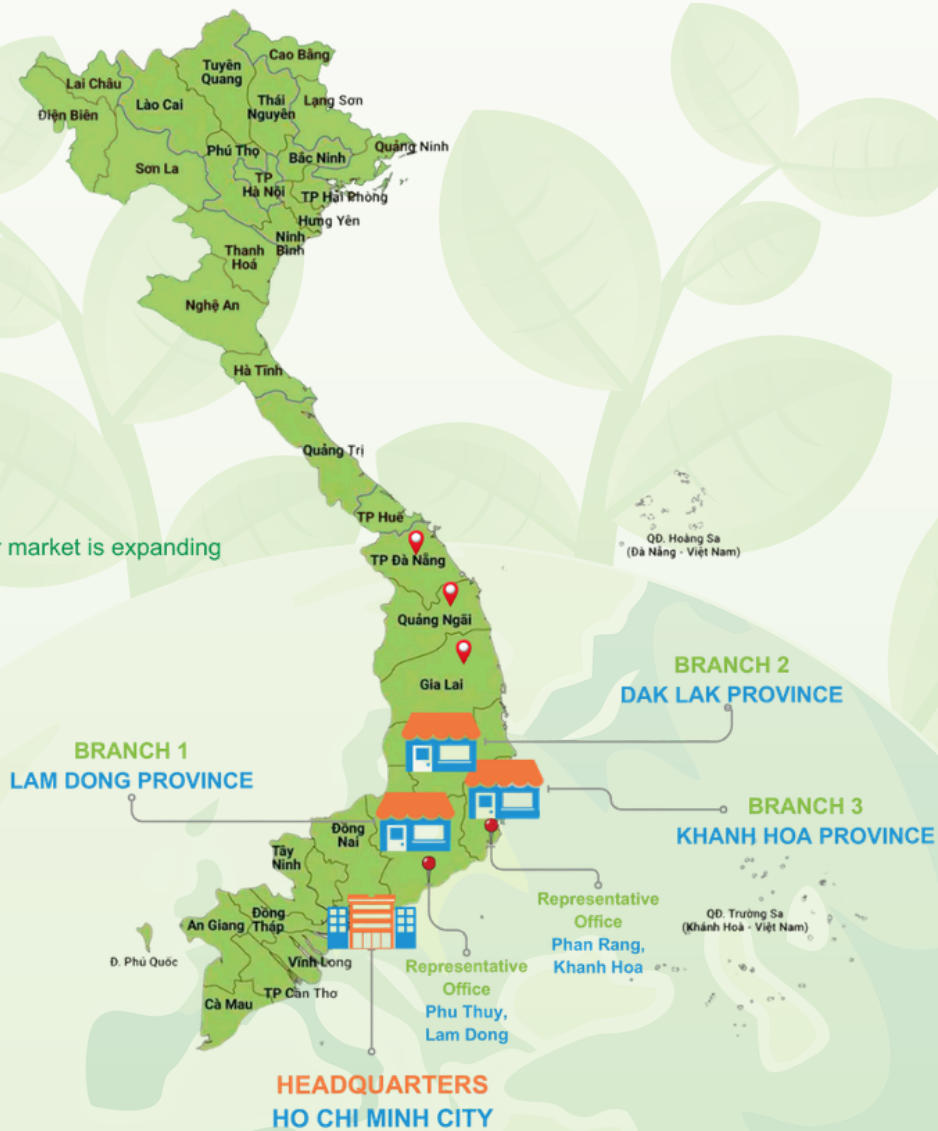 Cao Bằng
Tuyên
Quang
Lai Châu
Lào Cai
Thái
Nguyên
Lạng Sơn
Điện Biên
Quảng Ninh
Phú Thọ
Bắc Ninh
Sơn La
TP
Hà Nội
TP Hải Phòng
Hưng Yên
Ninh
Bình
Thanh
Hoá
Nghệ An
Hà Tĩnh
Quảng Trị
TP Huế
QĐ. Hoàng Sa
(Đà Nẵng - Việt Nam)
market is expanding
TP Đà Nẵng
Quảng Ngãi
Gia Lai
BRANCH 2
DAK LAK PROVINCE
BRANCH 1
LAM DONG PROVINCE
BRANCH 3
KHANH HOA PROVINCE
Đồng
Nai
Tây
Ninh
Representative
Office
Phan Rang,
Khanh Hoa
QĐ. Trường Sa
(Khánh Hoà - Việt Nam)
An Giang
Đồng
Tháp
Đ. Phú Quốc
Vĩnh Long
TP Cần Thơ
Cà Mau
Representative
Office
Phu Thuy,
Lam Dong
HEADQUARTERS
HO CHI MINH CITY